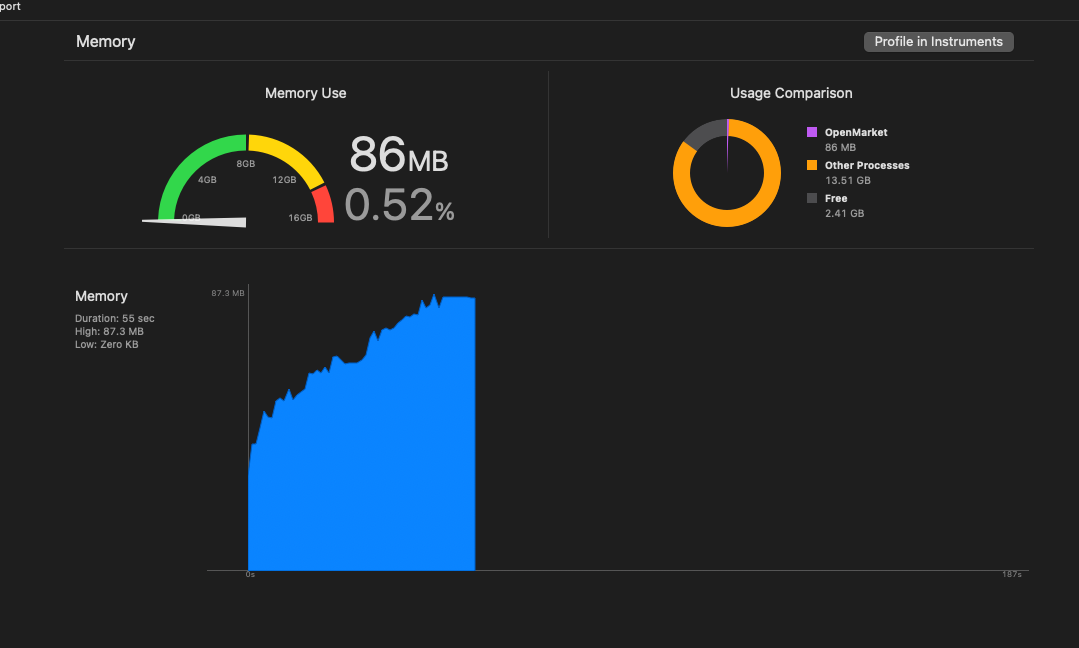 port
Memory
Profile in Instruments
Memory Use
0GB
4GB
8GB
12GB
16GB
86MB
0.52%
Usage Comparison
OpenMarket
86 MB
Other Processes
13.51 GB
Free
2.41 GB
Memory
Duration: 55 sec
High: 87.3 MB
Low: Zero KB
87.3 MB
0s
187s